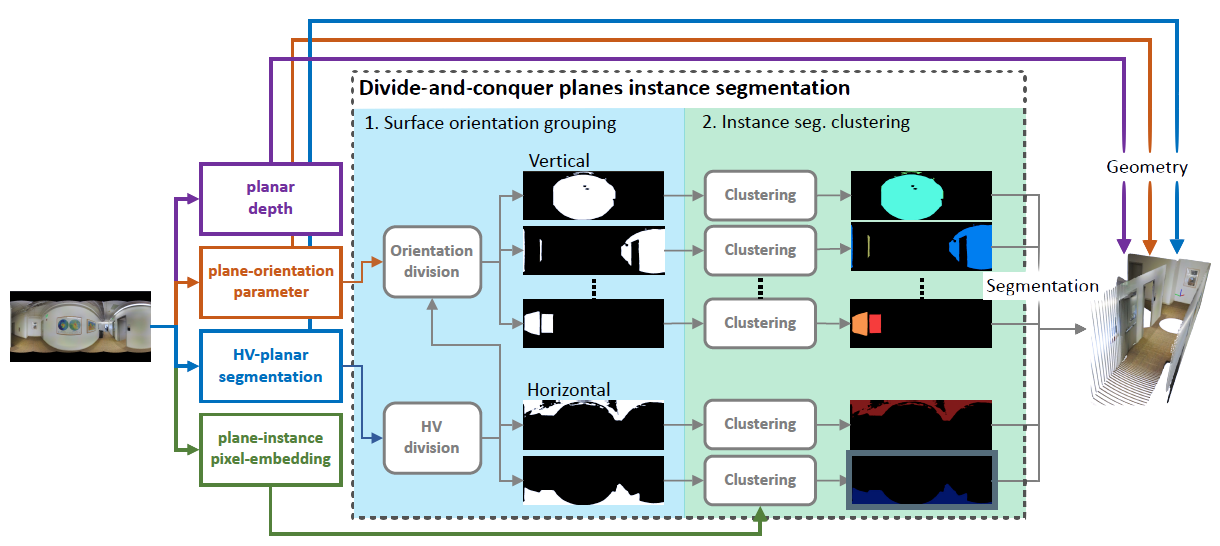 Divide-and-conquer planes instance segmentation
1. Surface orientation grouping
2. Instance seg. clustering
Vertical
Geometry
planar
depth
Clustering
Orientation
division
Clustering
plane-orientation
parameter
Segmentation
Clustering
HV-planar
segmentation
Horizontal
HV
division
Clustering
plane-instance
pixel-embedding
Clustering